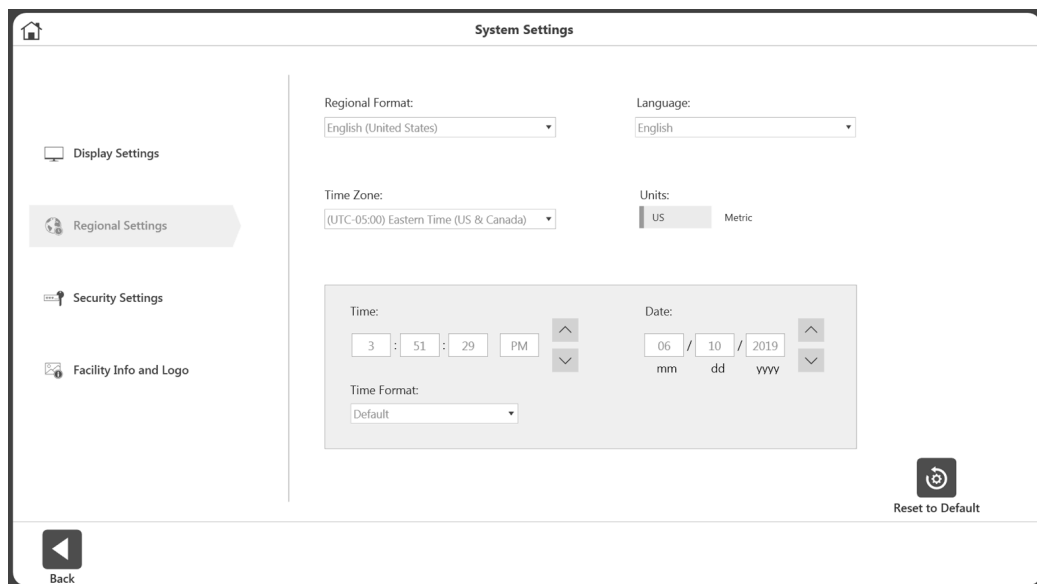 System Settings
Display Settings
Regional Settings
Security Settings
Facility Info and Logo
Regional Format:
English (United States)
Language:
English
Time Zone:
(UTC-05:00) Eastern Time (US & Canada)
Units:
US Metric
Time:
3 : 51 : 29 PM
Date:
06 / 10 / 2019
mm dd yyyy
Time Format:
Default
Reset to Default
Back